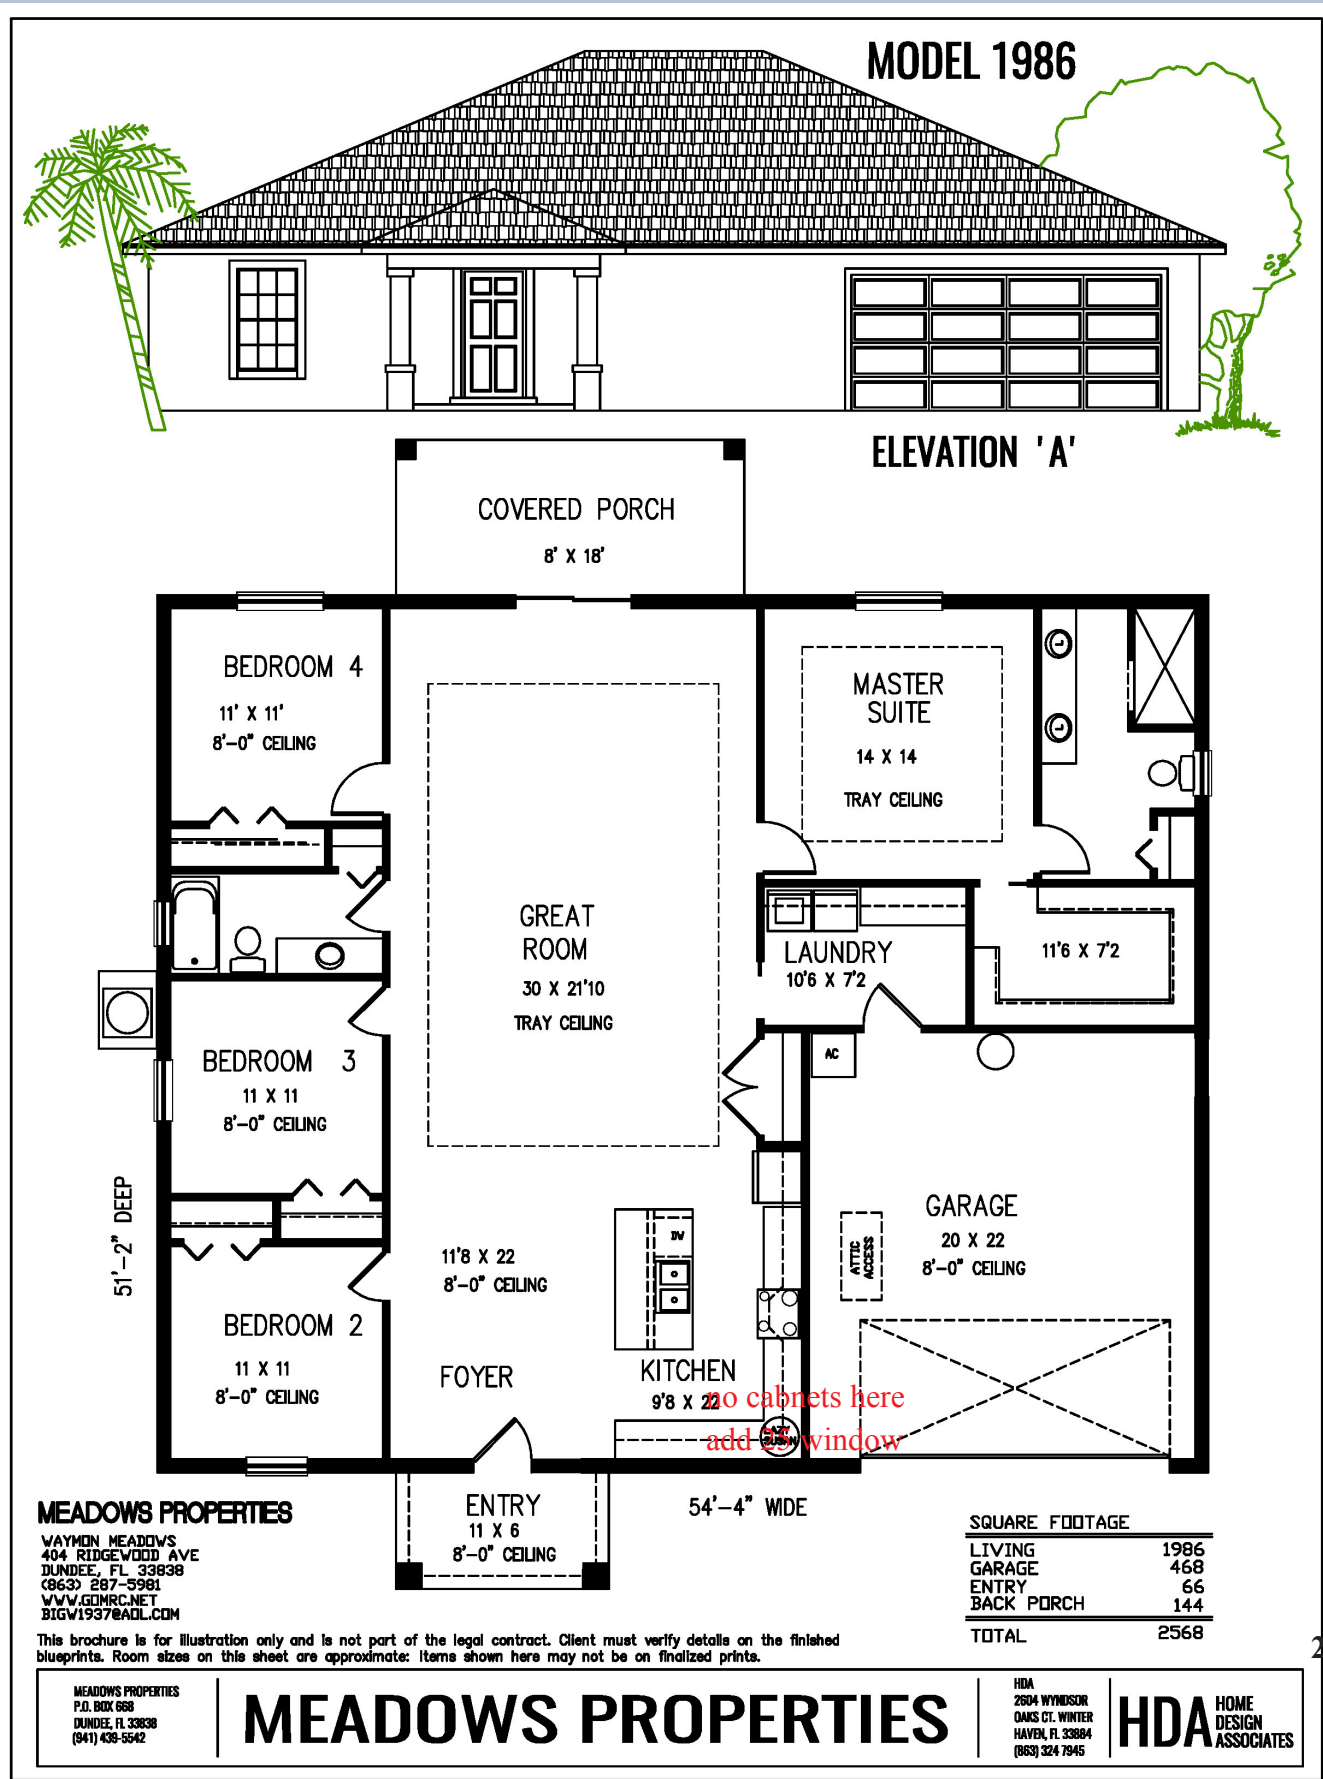 MODEL 1986
ELEVATION 'A'
COVERED PORCH
8' X 18'
BEDROOM 4
11' X 11'
8'-0" CEILING
MASTER
SUITE
14 X 14
TRAY CEILING
GREAT
ROOM
30 X 21'10
TRAY CEILING
LAUNDRY
10'6 X 7'2
11'6 X 7'2
BEDROOM 3
11 X 11
8'-0" CEILING
AC
51'-2" DEEP
GARAGE
20 X 22
8'-0" CEILING
ATTIC
ACCESS
DW
11'8 X 22
8'-0" CEILING
BEDROOM 2
11 X 11
8'-0" CEILING
FOYER
KITCHEN
9'8 X 22
no cabnets here
add 25 window
SUSAN
ENTRY
11 X 6
8'-0" CEILING
54'-4" WIDE
MEADOWS PROPERTIES
WAYMON MEADOWS
404 RIDGEWOOD AVE
DUNDEE, FL 33838
(863) 287-5981
WWW.GOMRC.NET
BIGW1937@AOL.COM
SQUARE FOOTAGE
LIVING 1986
GARAGE 468
ENTRY 66
BACK PORCH 144
TOTAL 2568
2
This brochure is for illustration only and is not part of the legal contract. Client must verify details on the finished
blueprints. Room sizes on this sheet are approximate: Items shown here may not be on finalized prints.
MEADOWS PROPERTIES
P.O. BOX 668
DUNDEE, FL 33838
(941) 439-5542
MEADOWS PROPERTIES
HDA
2604 WYNDSOR
OAKS CT. WINTER
HAVEN, FL 33884
(863) 324 7945
HDA
HOME
DESIGN
ASSOCIATES